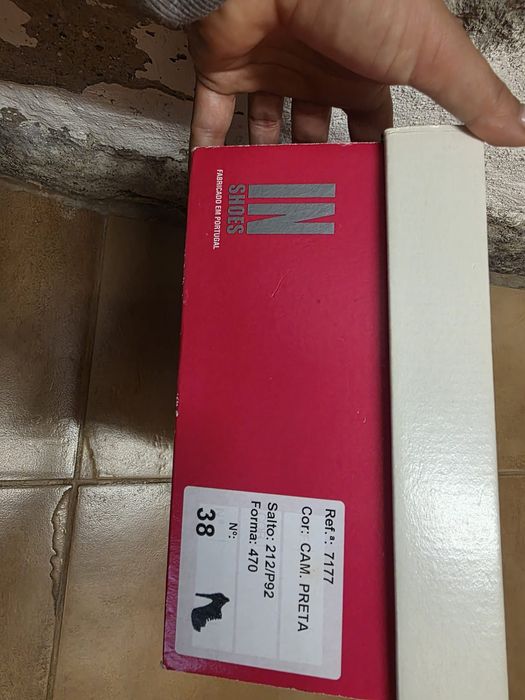 IN
SHOES
FABRICADO EM PORTUGAL
Ref.ª: 7177
Cor: CAM. PRETA
Salto: 212/P92
Forma: 470
Nº:
38